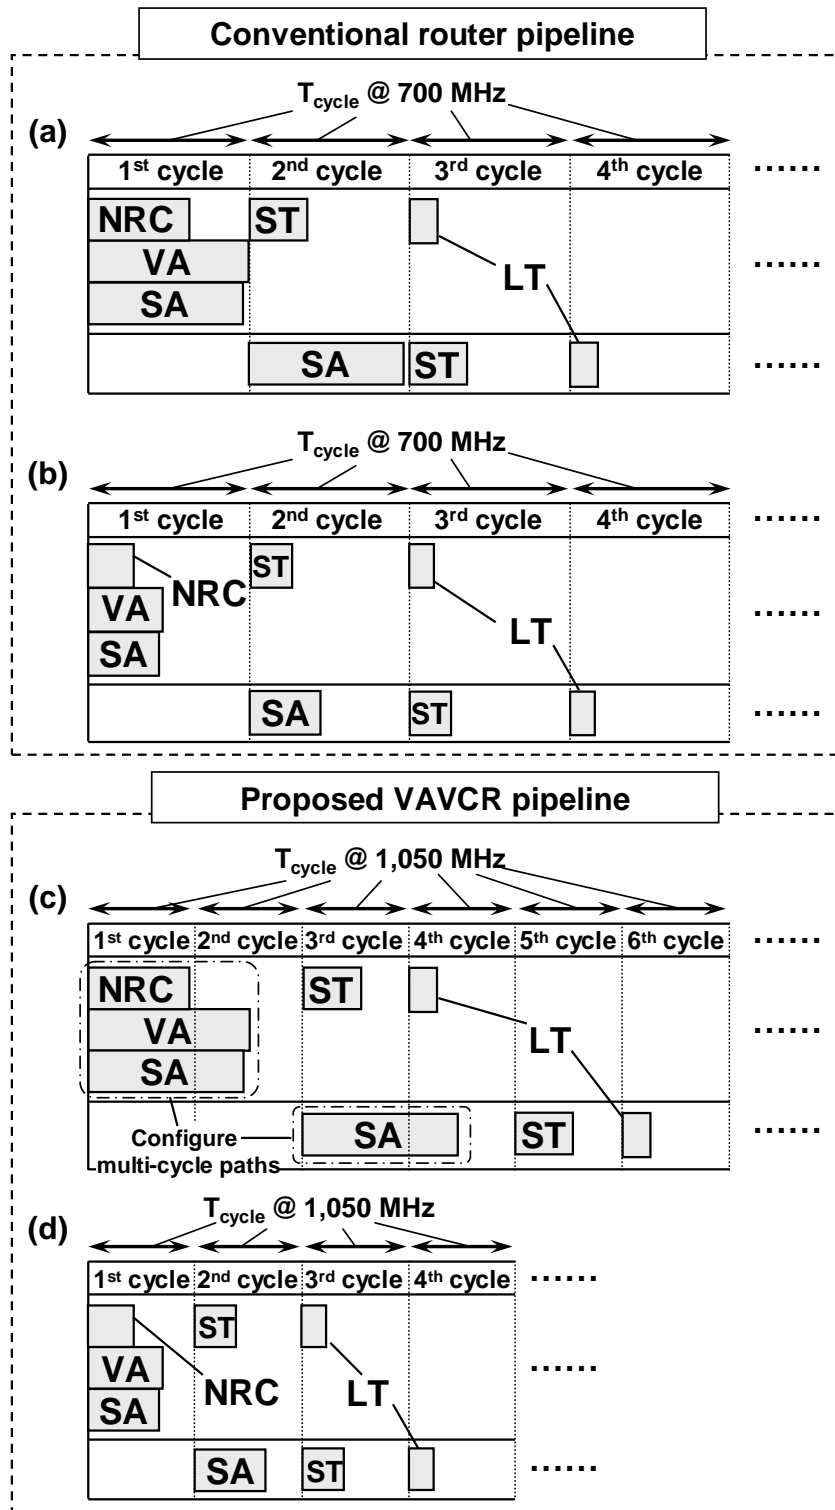 Conventional router pipeline
T_cycle @ 700 MHz
(a)
1st cycle 2nd cycle 3rd cycle 4th cycle ......
NRC ST
VA ......
LT
SA
SA ST ......
T_cycle @ 700 MHz
(b)
1st cycle 2nd cycle 3rd cycle 4th cycle ......
ST
NRC
VA ......
LT
SA
SA ST ......
Proposed VAVCR pipeline
T_cycle @ 1,050 MHz
(c)
1st cycle 2nd cycle 3rd cycle 4th cycle 5th cycle 6th cycle ......
NRC ST
VA ......
LT
SA
SA ST ......
Configure
multi-cycle paths
T_cycle @ 1,050 MHz
(d)
1st cycle 2nd cycle 3rd cycle 4th cycle ......
ST
VA ......
NRC LT
SA
SA ST ......